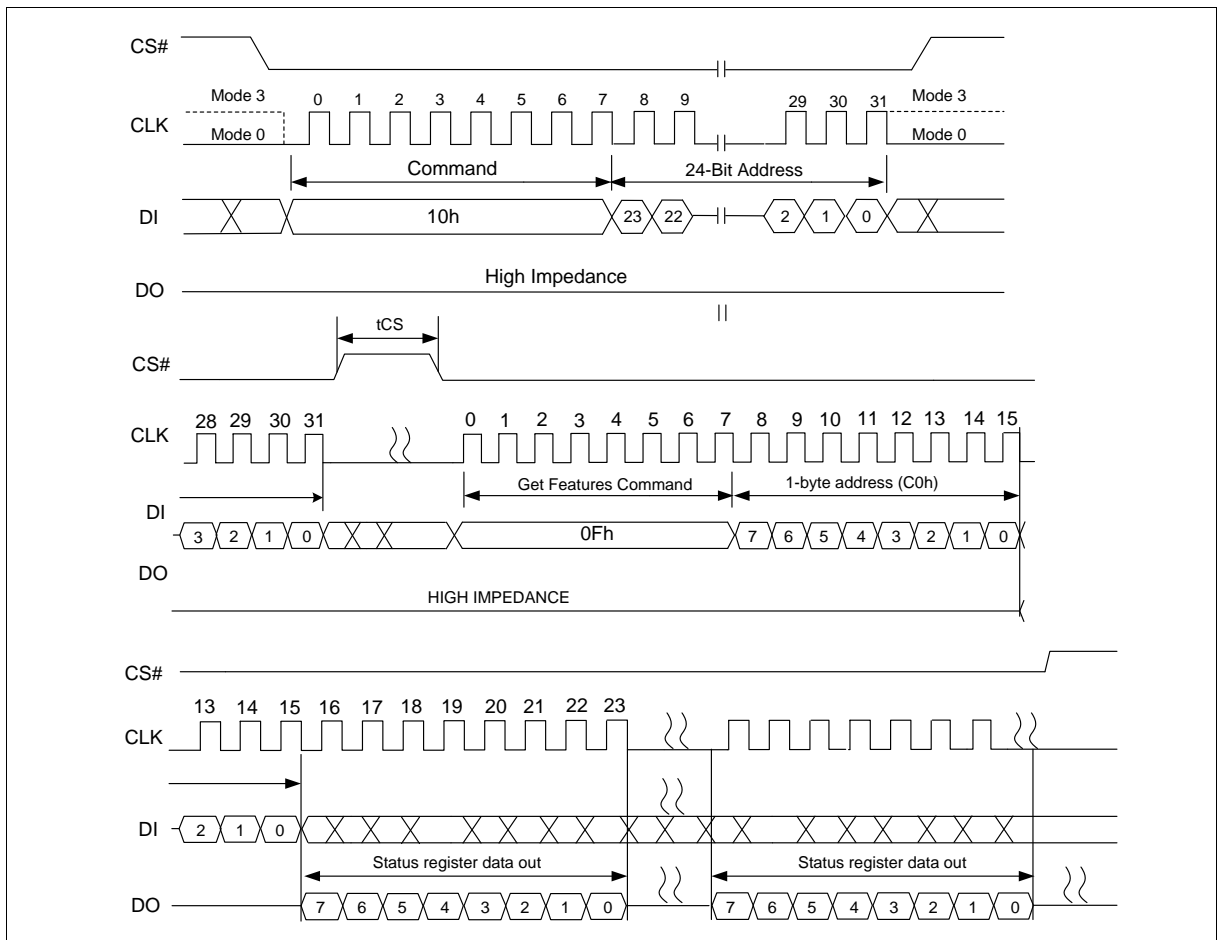 CS#
Mode 3 0 1 2 3 4 5 6 7 8 9 29 30 31 Mode 3
CLK
Mode 0 Mode 0
Command 24-Bit Address
DI 10h 23 22 2 1 0
High Impedance
DO
tCS
CS#
28 29 30 31 0 1 2 3 4 5 6 7 8 9 10 11 12 13 14 15
CLK
Get Features Command 1-byte address (C0h)
DI
3 2 1 0 0Fh 7 6 5 4 3 2 1 0
DO
HIGH IMPEDANCE
CS#
13 14 15 16 17 18 19 20 21 22 23
CLK
DI 2 1 0
Status register data out Status register data out
DO 7 6 5 4 3 2 1 0 7 6 5 4 3 2 1 0